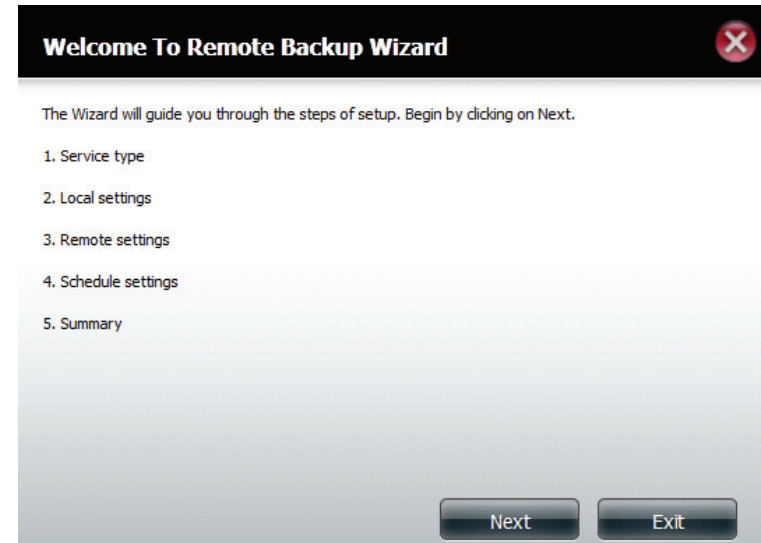 Welcome To Remote Backup Wizard
The Wizard will guide you through the steps of setup. Begin by clicking on Next.
1. Service type
2. Local settings
3. Remote settings
4. Schedule settings
5. Summary
Next
Exit